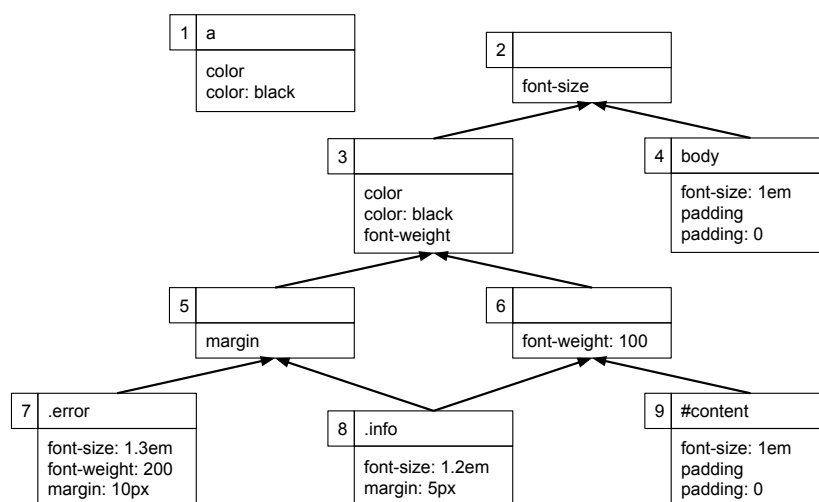 1 a
color
color: black
2
font-size
3
color
color: black
font-weight
4 body
font-size: 1em
padding
padding: 0
5
margin
6
font-weight: 100
7 .error
font-size: 1.3em
font-weight: 200
margin: 10px
8 .info
font-size: 1.2em
margin: 5px
9 #content
font-size: 1em
padding
padding: 0